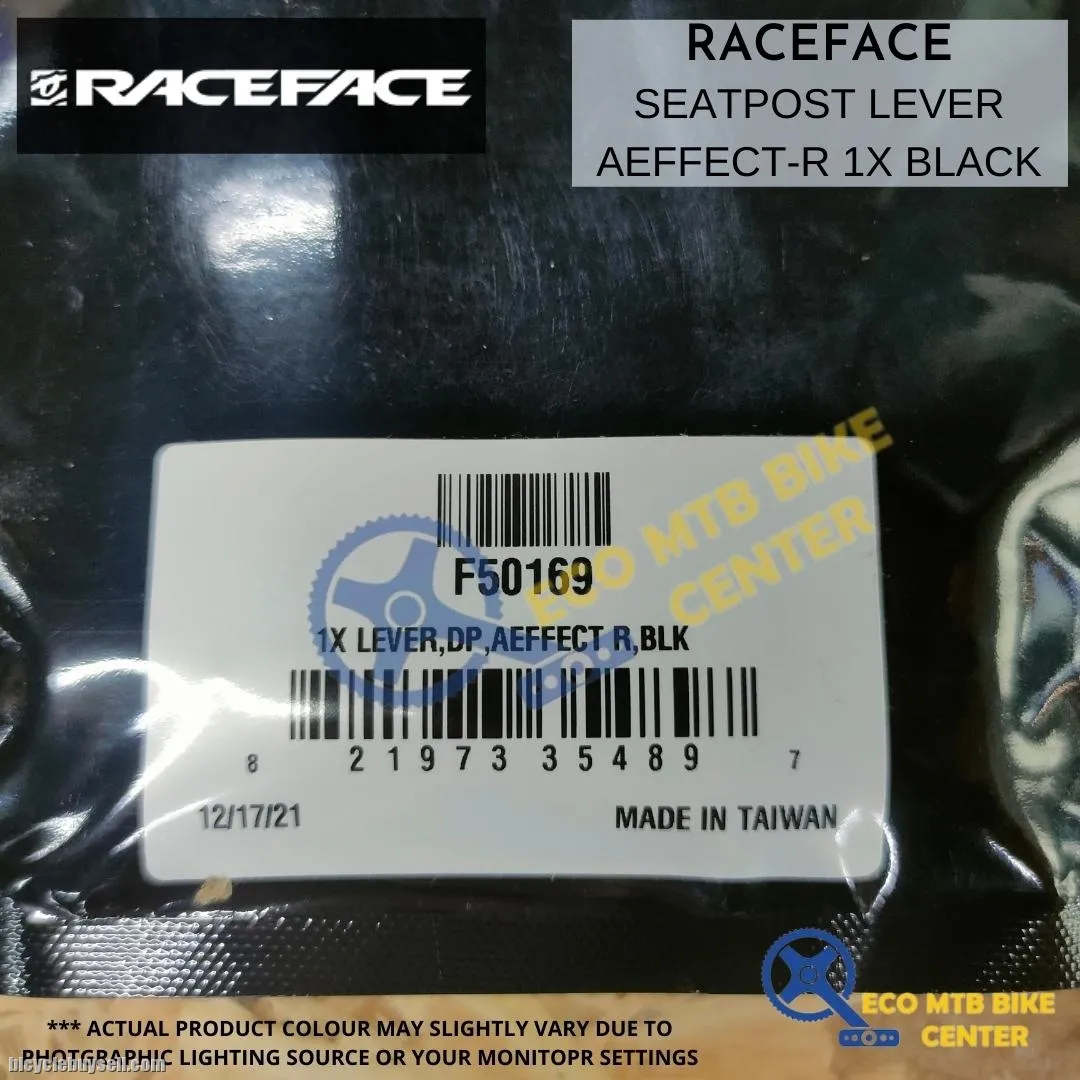 RACEFACE
RACEFACE
SEATPOST LEVER
AEFFECT-R 1X BLACK
ECO MTB BIKE
CENTER
F50169
1X LEVER,DP,AEFFECT R,BLK
8 21973 35489 7
12/17/21
MADE IN TAIWAN
ECO MTB BIKE
CENTER
*** ACTUAL PRODUCT COLOUR MAY SLIGHTLY VARY DUE TO
PHOTGRAPHIC LIGHTING SOURCE OR YOUR MONITOPR SETTINGS
bicyclebuysell.com